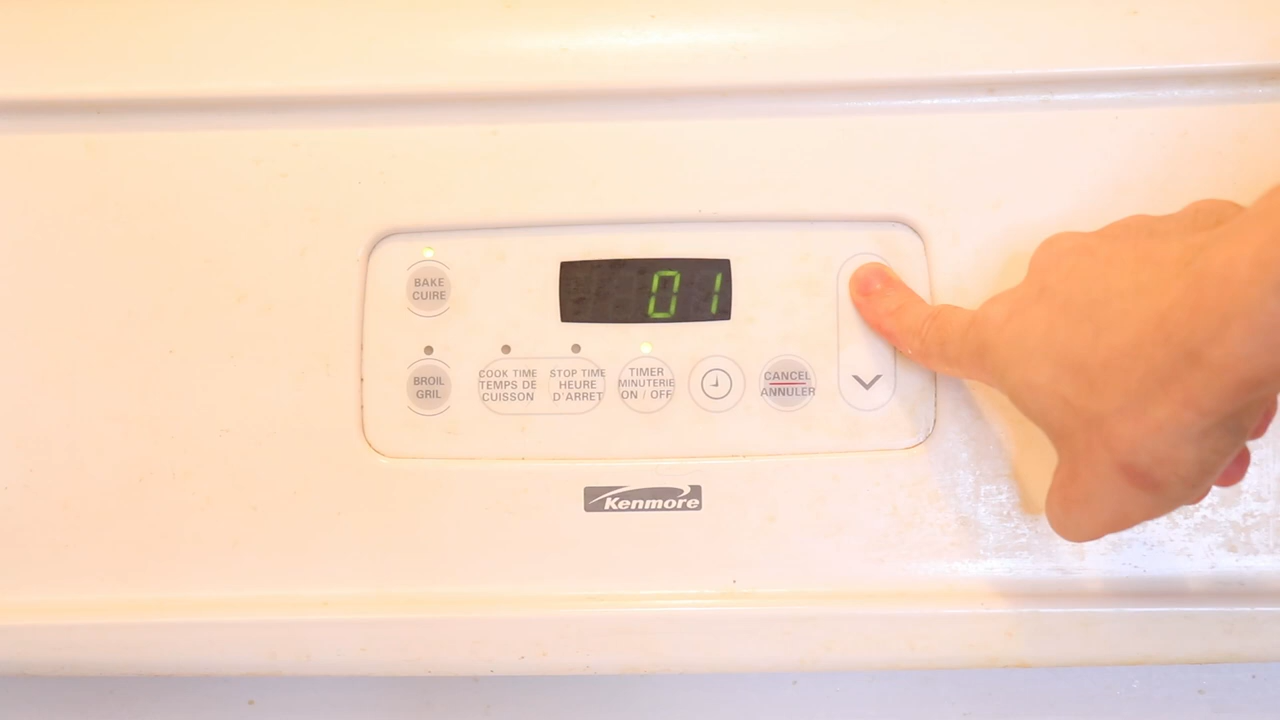 BAKE
CUIRE
01
BROIL
GRIL
COOK TIME
TEMPS DE
CUISSON
STOP TIME
HEURE
D'ARRET
TIMER
MINUTERIE
ON / OFF
CANCEL
ANNULER
Kenmore